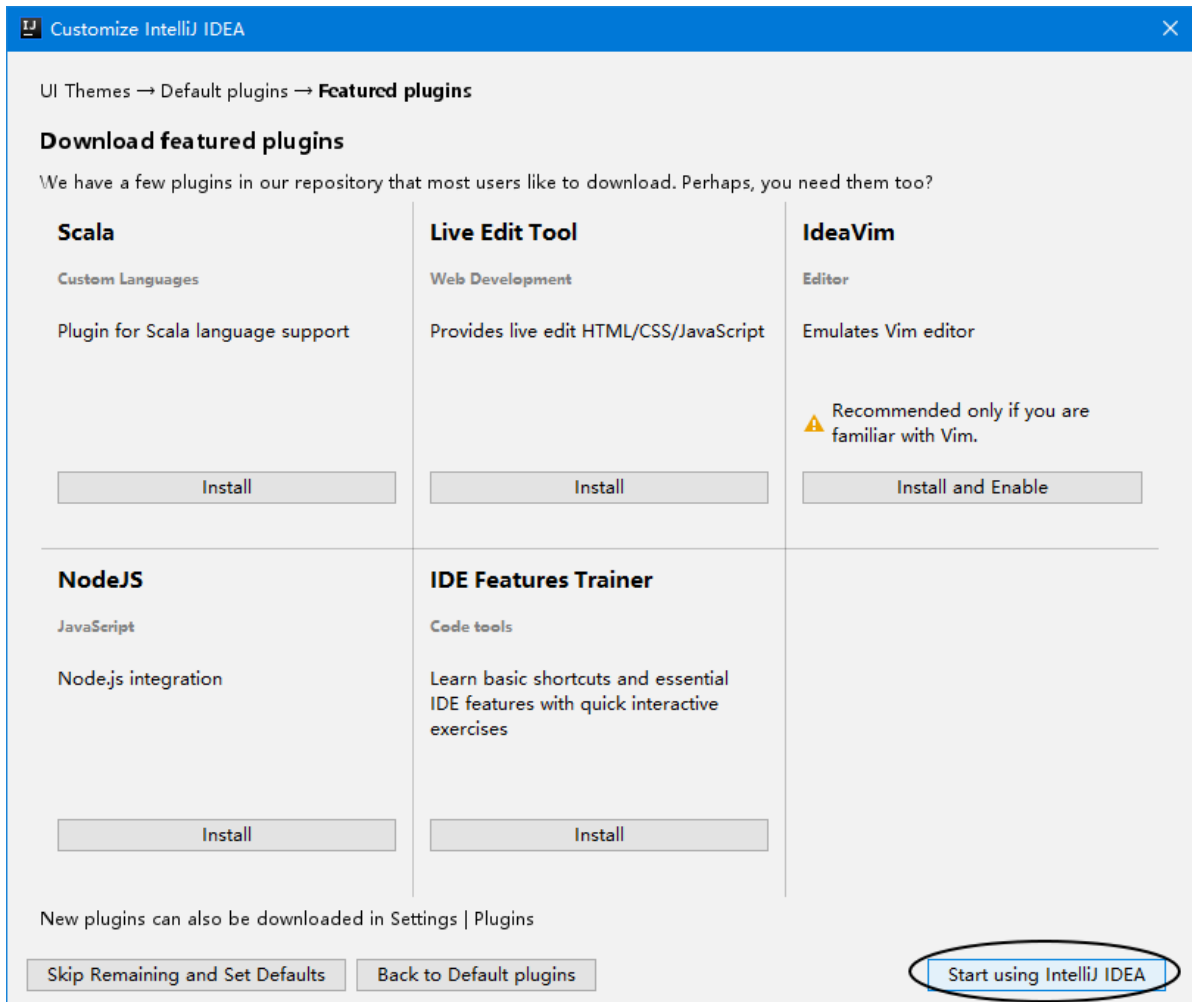 Customize IntelliJ IDEA
UI Themes → Default plugins → Featured plugins
Download featured plugins
We have a few plugins in our repository that most users like to download. Perhaps, you need them too?
Scala
Custom Languages
Plugin for Scala language support
Install
Live Edit Tool
Web Development
Provides live edit HTML/CSS/JavaScript
Install
IdeaVim
Editor
Emulates Vim editor
Recommended only if you are
familiar with Vim.
Install and Enable
NodeJS
JavaScript
Node.js integration
Install
IDE Features Trainer
Code tools
Learn basic shortcuts and essential
IDE features with quick interactive
exercises
Install
New plugins can also be downloaded in Settings | Plugins
Skip Remaining and Set Defaults
Back to Default plugins
Start using IntelliJ IDEA